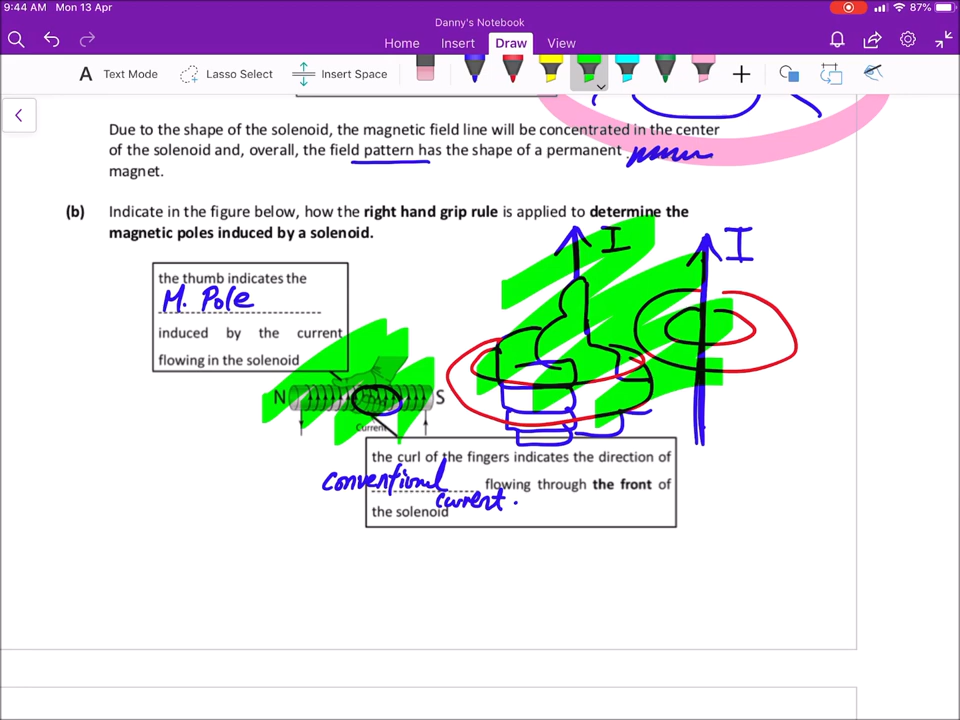 9:44 AM Mon 13 Apr
87%
Danny's Notebook
Home Insert Draw View
A Text Mode Lasso Select Insert Space
Due to the shape of the solenoid, the magnetic field line will be concentrated in the center
of the solenoid and, overall, the field pattern has the shape of a permanent
magnet.
(b) Indicate in the figure below, how the right hand grip rule is applied to determine the
magnetic poles induced by a solenoid.
I I
the thumb indicates the
M. Pole
induced by the current
flowing in the solenoid
N S
Current
the curl of the fingers indicates the direction of
conventional flowing through the front of
current.
the solenoid